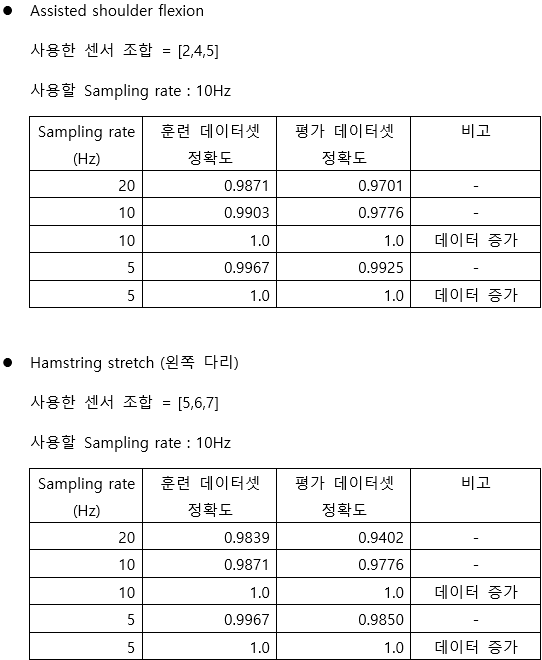 ● Assisted shoulder flexion
사용한 센서 조합 = [2,4,5]
사용할 Sampling rate : 10Hz
Sampling rate (Hz) 훈련 데이터셋 정확도 평가 데이터셋 정확도 비고
20 0.9871 0.9701 -
10 0.9903 0.9776 -
10 1.0 1.0 데이터 증가
5 0.9967 0.9925 -
5 1.0 1.0 데이터 증가
● Hamstring stretch (왼쪽 다리)
사용한 센서 조합 = [5,6,7]
사용할 Sampling rate : 10Hz
Sampling rate (Hz) 훈련 데이터셋 정확도 평가 데이터셋 정확도 비고
20 0.9839 0.9402 -
10 0.9871 0.9776 -
10 1.0 1.0 데이터 증가
5 0.9967 0.9850 -
5 1.0 1.0 데이터 증가